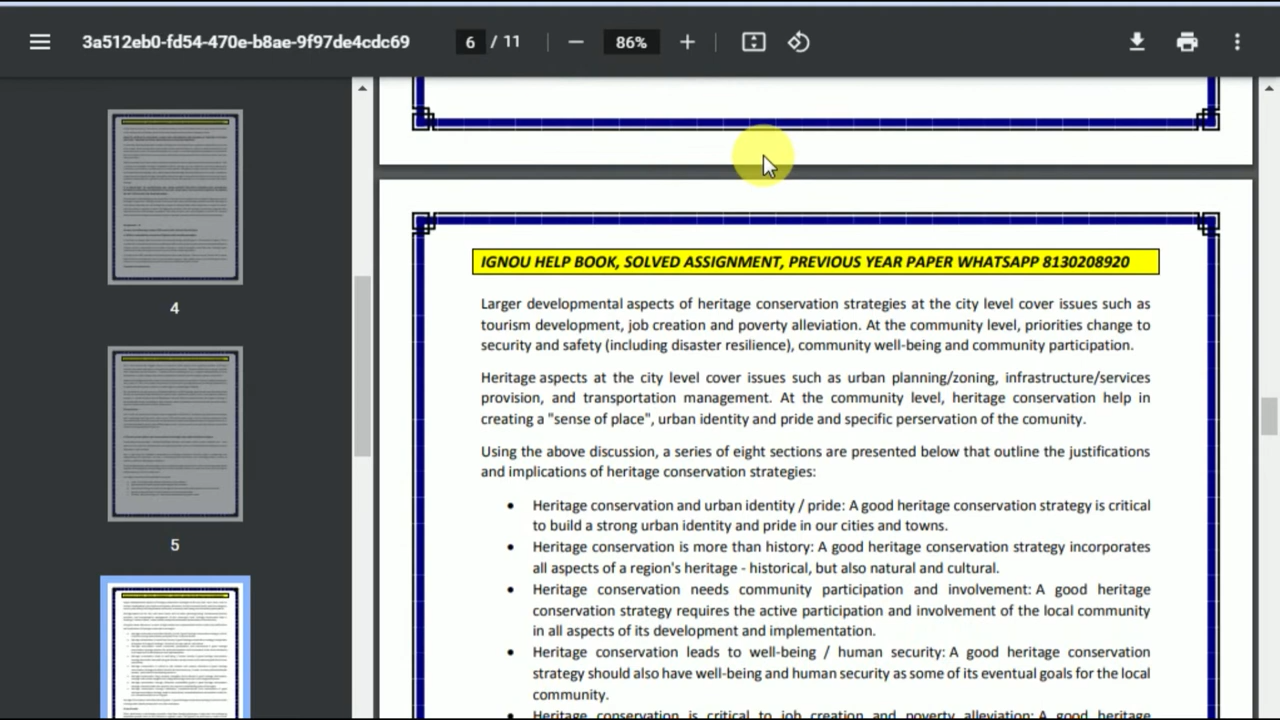 3a512eb0-fd54-470e-b8ae-9f97de4cdc69
6 / 11
86%
4
5
IGNOU HELP BOOK, SOLVED ASSIGNMENT, PREVIOUS YEAR PAPER WHATSAPP 8130208920
Larger developmental aspects of heritage conservation strategies at the city level cover issues such as
tourism development, job creation and poverty alleviation. At the community level, priorities change to
security and safety (including disaster resilience), community well-being and community participation.
Heritage aspects at the city level cover issues such as urban planning/zoning, infrastructure/services
provision, and transportation management. At the community level, heritage conservation help in
creating a "sense of place", urban identity and pride and specific perservation of the comunity.
Using the above discussion, a series of eight sections are presented below that outline the justifications
and implications of heritage conservation strategies:
• Heritage conservation and urban identity / pride: A good heritage conservation strategy is critical
to build a strong urban identity and pride in our cities and towns.
• Heritage conservation is more than history: A good heritage conservation strategy incorporates
all aspects of a region's heritage - historical, but also natural and cultural.
• Heritage conservation needs community participation and involvement: A good heritage
conservation strategy requires the active participation and involvement of the local community
in all aspects of its development and implementation.
• Heritage conservation leads to well-being / human security: A good heritage conservation
strategy should also have well-being and human security as some of its eventual goals for the local
community.
Heritage conservation is critical to job creation and poverty alleviation: A good heritage